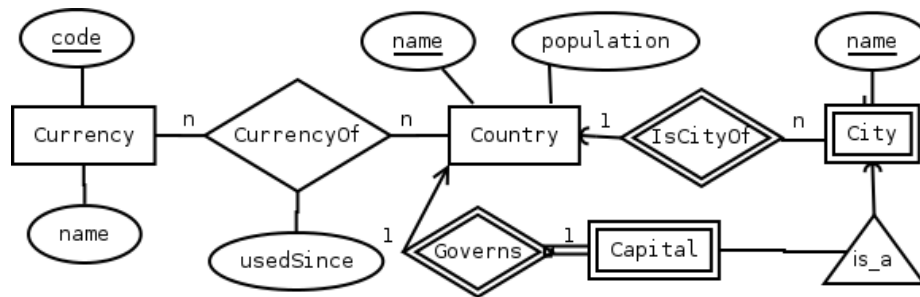 code
name
population
name
Currency
n
CurrencyOf
n
Country
1
IsCityOf
n
City
name
usedSince
1
Governs
1
Capital
is_a